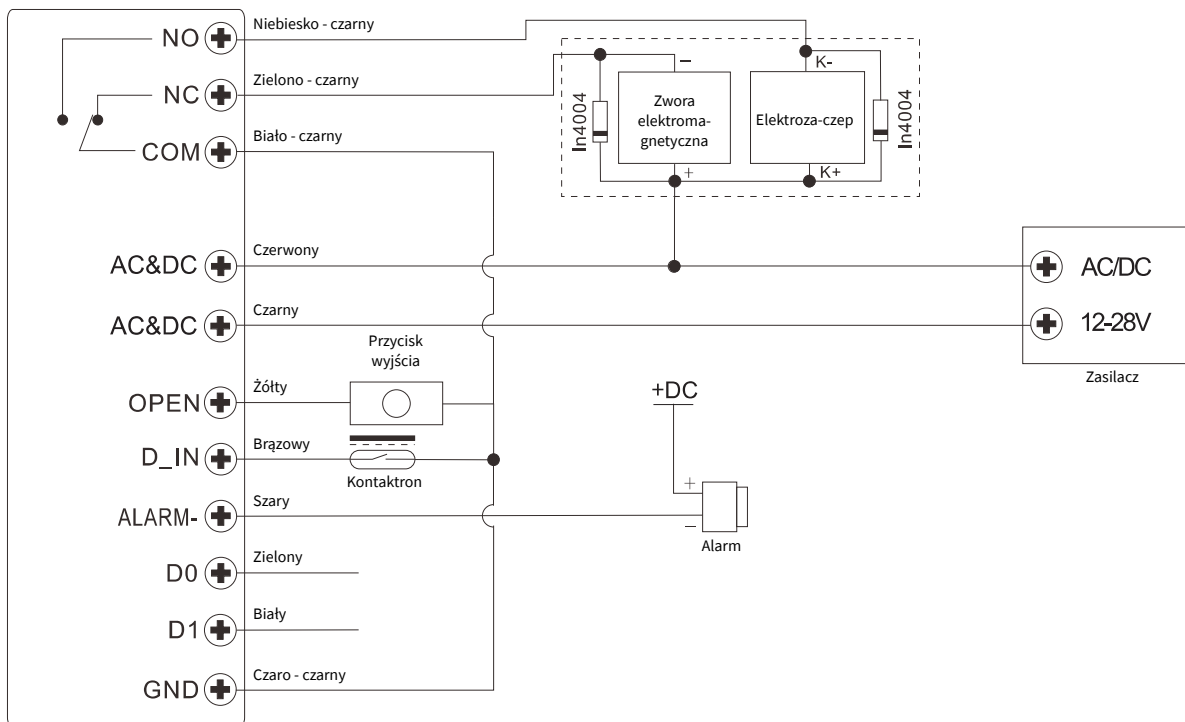 NO
Niebiesko - czarny
NC
Zielono - czarny
COM
Biało - czarny
In4004
−
Zwora
elektroma-
gnetyczna
+
K-
Elektroza-czep
K+
In4004
AC&DC
Czerwony
AC/DC
AC&DC
Czarny
12-28V
Zasilacz
Przycisk
wyjścia
OPEN
Żółty
D_IN
Brązowy
Kontaktron
+DC
ALARM-
Szary
+
−
Alarm
D0
Zielony
D1
Biały
GND
Czaro - czarny